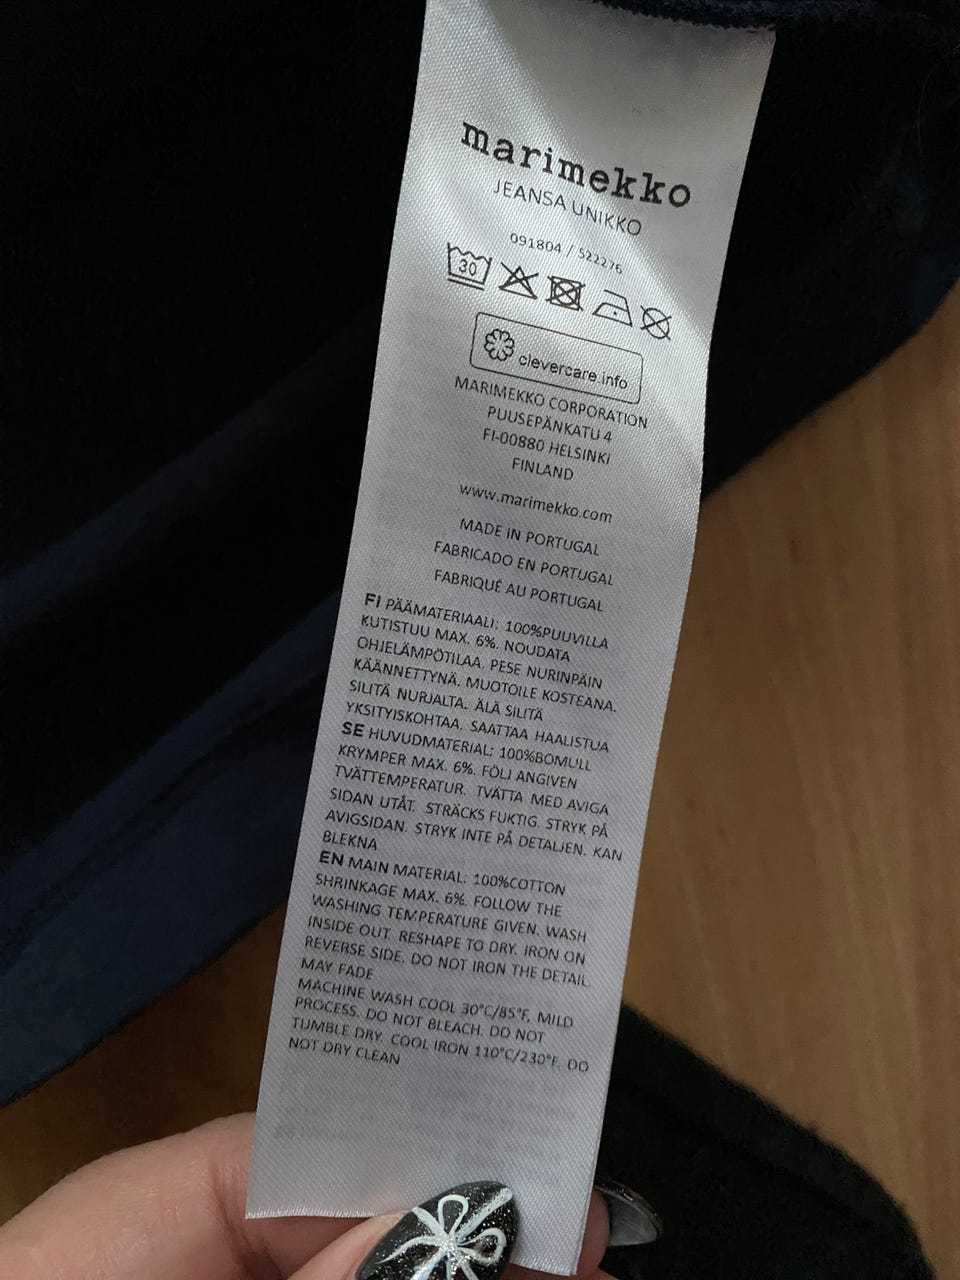 marimekko
JEANSA UNIKKO
091804 / 522276
30
clevercare.info
MARIMEKKO CORPORATION
PUUSEPÄNKATU 4
FI-00880 HELSINKI
FINLAND
www.marimekko.com
MADE IN PORTUGAL
FABRICADO EN PORTUGAL
FABRIQUÉ AU PORTUGAL
FI PÄÄMATERIAALI: 100%PUUVILLA
KUTISTUU MAX. 6%. NOUDATA
OHJELÄMPÖTILAA. PESE NURINPÄIN
KÄÄNNETTYNÄ. MUOTOILE KOSTEANA.
SILITÄ NURJALTA. ÄLÄ SILITÄ
YKSITYISKOHTAA. SAATTAA HAALISTUA
SE HUVUDMATERIAL: 100%BOMULL
KRYMPER MAX. 6%. FÖLJ ANGIVEN
TVÄTTEMPERATUR. TVÄTTA MED AVIGA
SIDAN UTÅT. STRÄCKS FUKTIG. STRYK PÅ
AVIGSIDAN. STRYK INTE PÅ DETALJEN. KAN
BLEKNA
EN MAIN MATERIAL: 100%COTTON
SHRINKAGE MAX. 6%. FOLLOW THE
WASHING TEMPERATURE GIVEN. WASH
INSIDE OUT. RESHAPE TO DRY. IRON ON
REVERSE SIDE. DO NOT IRON THE DETAIL.
MAY FADE
MACHINE WASH COOL 30°C/85°F, MILD
PROCESS. DO NOT BLEACH. DO NOT
TUMBLE DRY. COOL IRON 110°C/230°F. DO
NOT DRY CLEAN